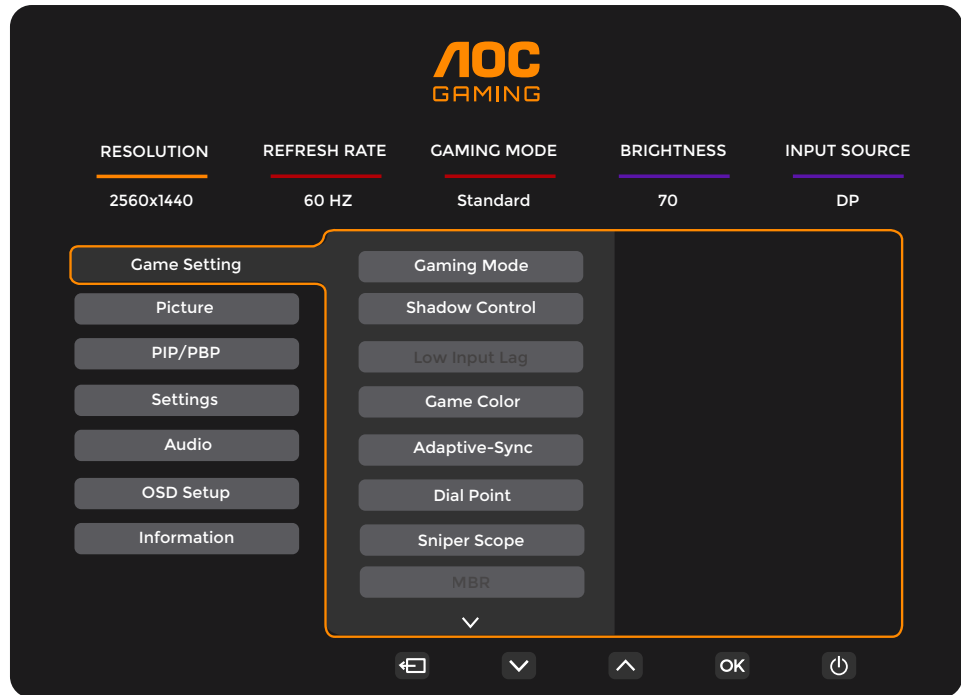 AOC
GAMING
RESOLUTION REFRESH RATE GAMING MODE BRIGHTNESS INPUT SOURCE
2560x1440 60 HZ Standard 70 DP
Game Setting
Picture
PIP/PBP
Settings
Audio
OSD Setup
Information
Gaming Mode
Shadow Control
Low Input Lag
Game Color
Adaptive-Sync
Dial Point
Sniper Scope
MBR
OK